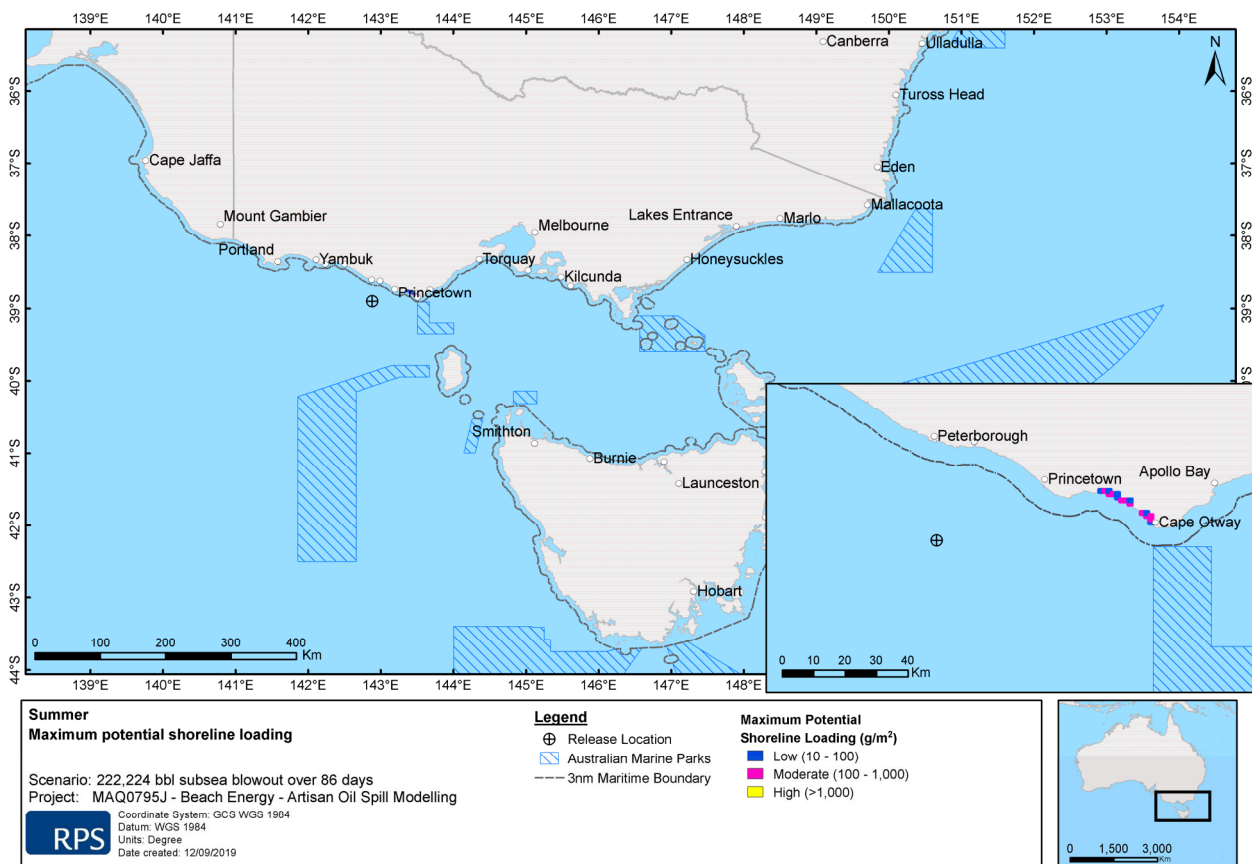 139°E 140°E 141°E 142°E 143°E 144°E 145°E 146°E 147°E 148°E 149°E 150°E 151°E 152°E 153°E 154°E
Canberra
Ulladulla
N
36°S
36°S
Tuross Head
37°S
37°S
Cape Jaffa
Eden
Mallacoota
Mount Gambier
Lakes Entrance
Marlo
Melbourne
38°S
38°S
Portland
Yambuk
Torquay
Honeysuckles
Kilcunda
Princetown
39°S
39°S
40°S
41°S
Smithton
Burnie
Launceston
42°S
43°S
Hobart
44°S
0 100 200 300 400
Km
139°E 140°E 141°E 142°E 143°E 144°E 145°E 146°E 147°E 148°E
Peterborough
Princetown
Apollo Bay
Cape Otway
0 10 20 30 40
Km
Summer
Maximum potential shoreline loading
Scenario: 222,224 bbl subsea blowout over 86 days
Project: MAQ0795J - Beach Energy - Artisan Oil Spill Modelling
RPS
Coordinate System: GCS WGS 1984
Datum: WGS 1984
Units: Degree
Date created: 12/09/2019
Legend
Release Location
Australian Marine Parks
3nm Maritime Boundary
Maximum Potential
Shoreline Loading (g/m²)
Low (10 - 100)
Moderate (100 - 1,000)
High (>1,000)
0 1,500 3,000
Km